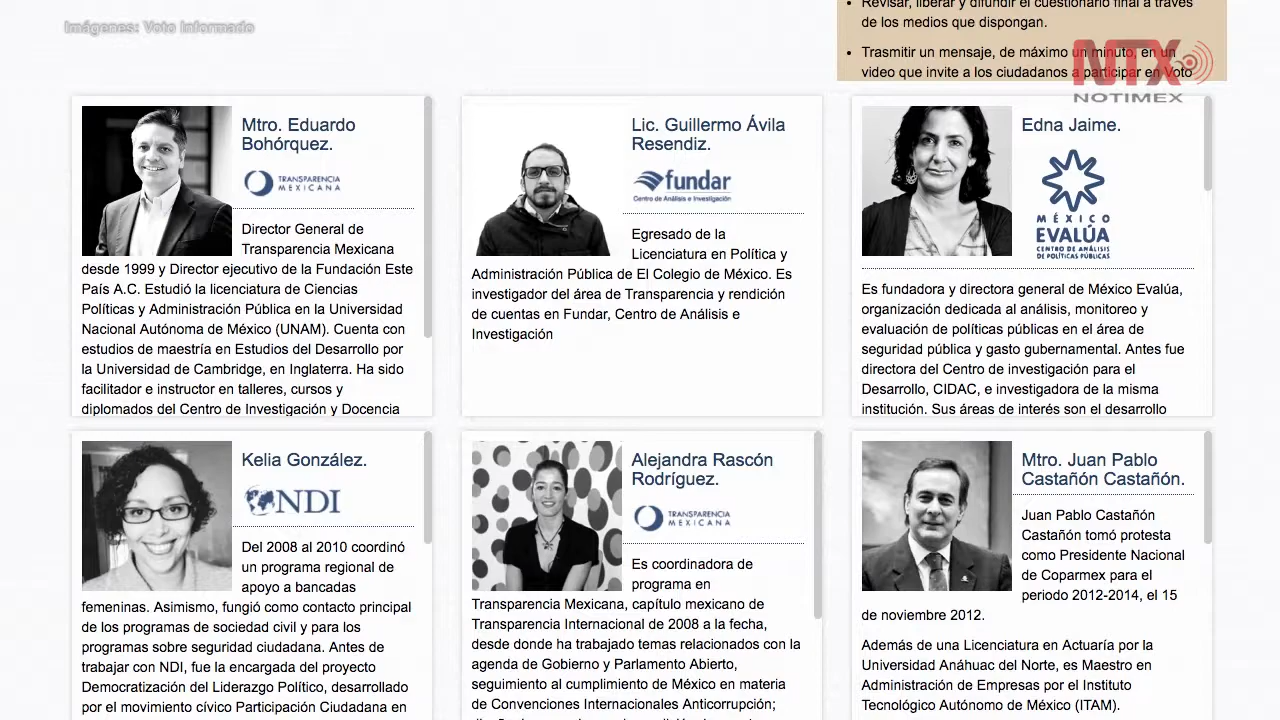 Imágenes: Voto Informado
Revisar, liberar y difundir el cuestionario final a través
de los medios que dispongan.
Trasmitir un mensaje, de máximo un minuto, en un
video que invite a los ciudadanos a participar en Voto
NTX
NOTIMEX
Mtro. Eduardo
Bohórquez.
TRANSPARENCIA
MEXICANA
Director General de
Transparencia Mexicana
desde 1999 y Director ejecutivo de la Fundación Este
País A.C. Estudió la licenciatura de Ciencias
Políticas y Administración Pública en la Universidad
Nacional Autónoma de México (UNAM). Cuenta con
estudios de maestría en Estudios del Desarrollo por
la Universidad de Cambridge, en Inglaterra. Ha sido
facilitador e instructor en talleres, cursos y
diplomados del Centro de Investigación y Docencia
Lic. Guillermo Ávila
Resendiz.
fundar
Centro de Análisis e Investigación
Egresado de la
Licenciatura en Política y
Administración Pública de El Colegio de México. Es
investigador del área de Transparencia y rendición
de cuentas en Fundar, Centro de Análisis e
Investigación
Edna Jaime.
MÉXICO
EVALÚA
CENTRO DE ANÁLISIS
DE POLÍTICAS PÚBLICAS
Es fundadora y directora general de México Evalúa,
organización dedicada al análisis, monitoreo y
evaluación de políticas públicas en el área de
seguridad pública y gasto gubernamental. Antes fue
directora del Centro de investigación para el
Desarrollo, CIDAC, e investigadora de la misma
institución. Sus áreas de interés son el desarrollo
Kelia González.
NDI
Del 2008 al 2010 coordinó
un programa regional de
apoyo a bancadas
femeninas. Asimismo, fungió como contacto principal
de los programas de sociedad civil y para los
programas sobre seguridad ciudadana. Antes de
trabajar con NDI, fue la encargada del proyecto
Democratización del Liderazgo Político, desarrollado
por el movimiento cívico Participación Ciudadana en
Alejandra Rascón
Rodríguez.
TRANSPARENCIA
MEXICANA
Es coordinadora de
programa en
Transparencia Mexicana, capítulo mexicano de
Transparencia Internacional de 2008 a la fecha,
desde donde ha trabajado temas relacionados con la
agenda de Gobierno y Parlamento Abierto,
seguimiento al cumplimiento de México en materia
de Convenciones Internacionales Anticorrupción;
Mtro. Juan Pablo
Castañón Castañón.
Juan Pablo Castañón
Castañón tomó protesta
como Presidente Nacional
de Coparmex para el
periodo 2012-2014, el 15
de noviembre 2012.
Además de una Licenciatura en Actuaría por la
Universidad Anáhuac del Norte, es Maestro en
Administración de Empresas por el Instituto
Tecnológico Autónomo de México (ITAM).